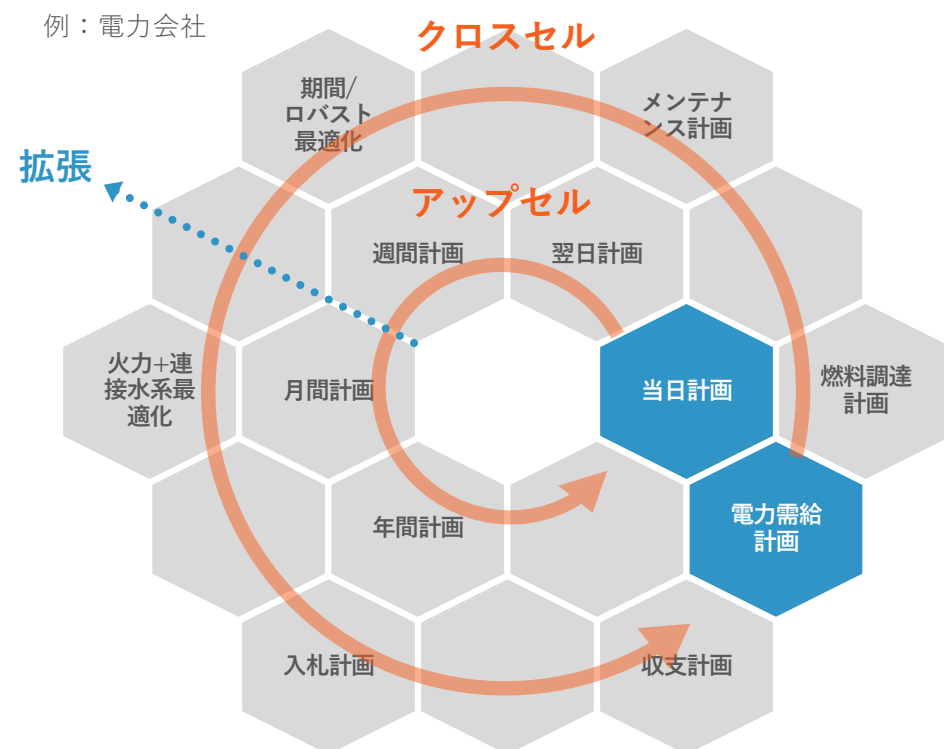 例：電力会社
クロスセル
期間/
ロバスト
最適化
メンテナ
ンス計画
拡張
アップセル
週間計画
翌日計画
火力+連
接水系最
適化
月間計画
当日計画
燃料調達
計画
年間計画
電力需給
計画
入札計画
収支計画